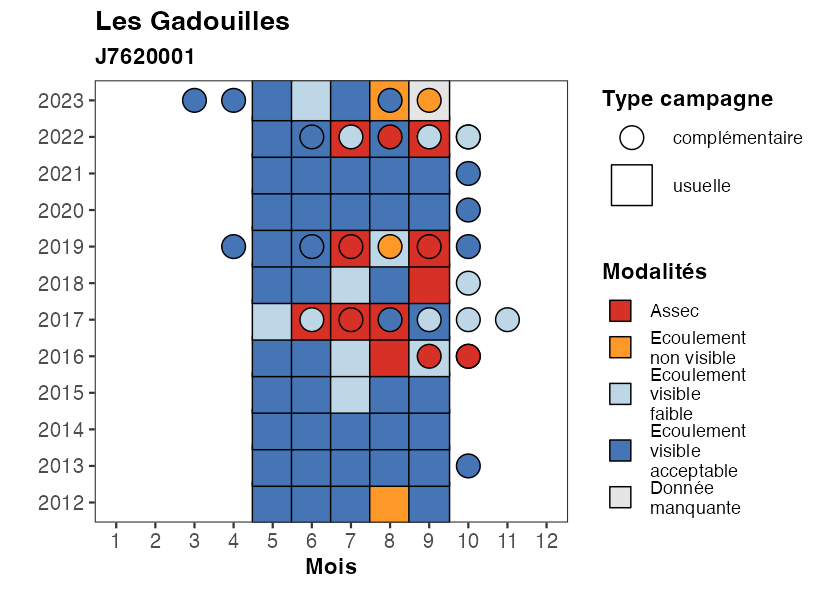 Les Gadouilles
J7620001
2023
2022
2021
2020
2019
2018
2017
2016
2015
2014
2013
2012
1 2 3 4 5 6 7 8 9 10 11 12
Mois
Type campagne
complémentaire
usuelle
Modalités
Assec
Ecoulement
non visible
Ecoulement
visible
faible
Ecoulement
visible
acceptable
Donnée
manquante